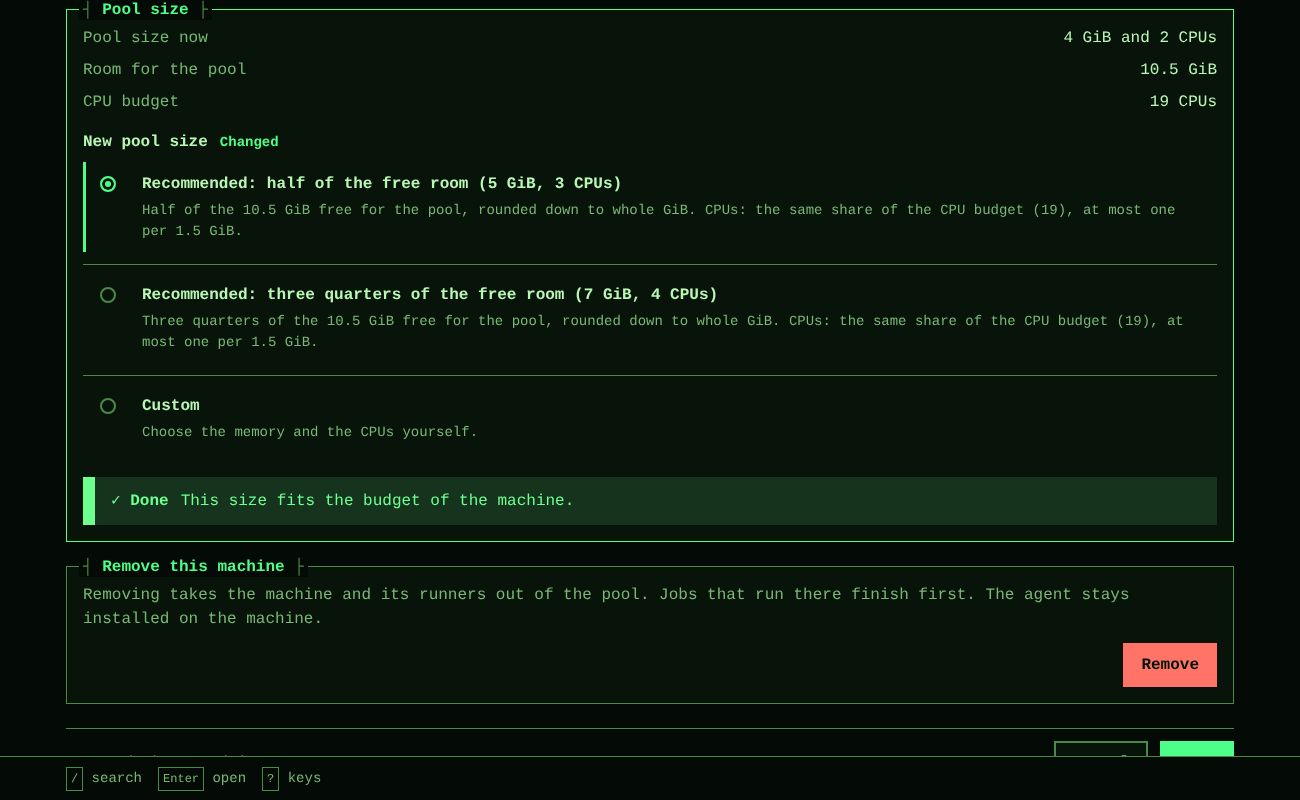 Pool size
Pool size now 4 GiB and 2 CPUs
Room for the pool 10.5 GiB
CPU budget 19 CPUs
New pool size Changed
Recommended: half of the free room (5 GiB, 3 CPUs)
Half of the 10.5 GiB free for the pool, rounded down to whole GiB. CPUs: the same share of the CPU budget (19), at most one
per 1.5 GiB.
Recommended: three quarters of the free room (7 GiB, 4 CPUs)
Three quarters of the 10.5 GiB free for the pool, rounded down to whole GiB. CPUs: the same share of the CPU budget (19), at
most one per 1.5 GiB.
Custom
Choose the memory and the CPUs yourself.
✓ Done This size fits the budget of the machine.
Remove this machine
Removing takes the machine and its runners out of the pool. Jobs that run there finish first. The agent stays
installed on the machine.
Remove
/ search Enter open ? keys